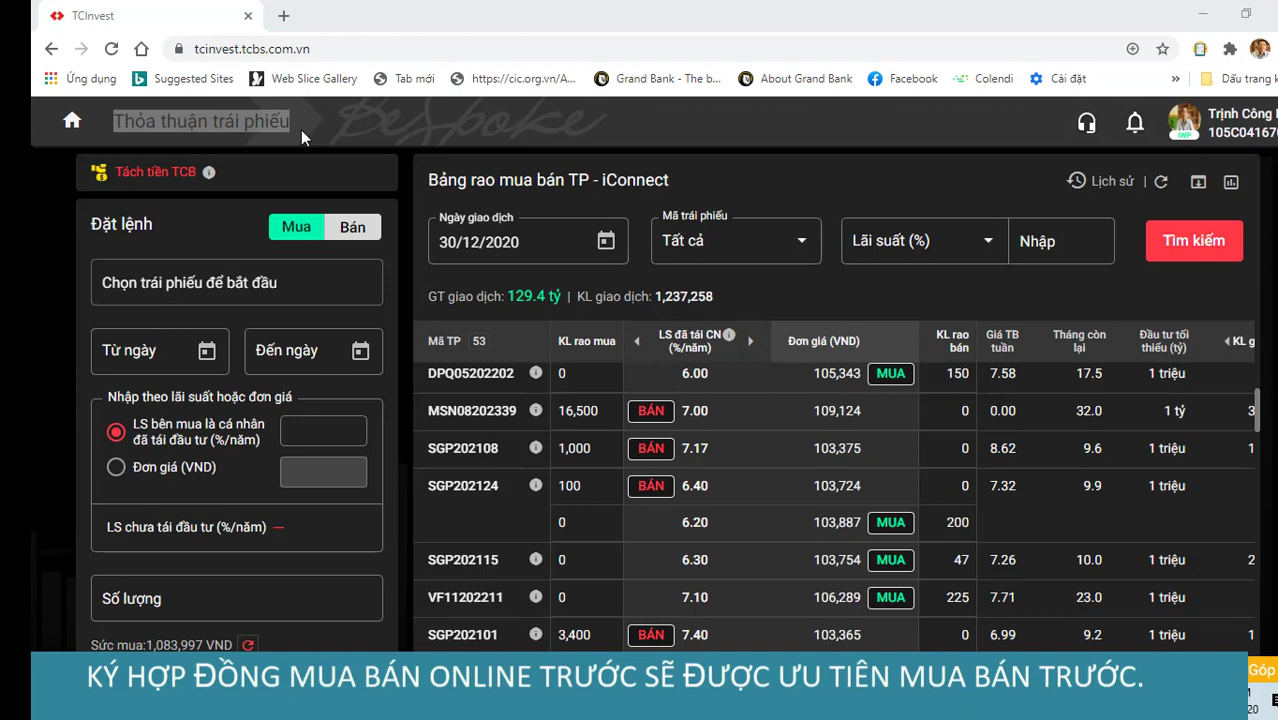 TCInvest
tcinvest.tcbs.com.vn
Ứng dụng Suggested Sites Web Slice Gallery Tab mới https://cic.org.vn/A... Grand Bank - The b... About Grand Bank Facebook Colendi Cài đặt » Dấu trang k
Thỏa thuận trái phiếu
Bespoke
IWP
Trịnh Công
105C04167
Tách tiền TCB
Đặt lệnh Mua Bán
Chọn trái phiếu để bắt đầu
Từ ngày Đến ngày
Nhập theo lãi suất hoặc đơn giá
LS bên mua là cá nhân
đã tái đầu tư (%/năm)
Đơn giá (VND)
LS chưa tái đầu tư (%/năm) —
Số lượng
Sức mua:1,083,997 VND
Bảng rao mua bán TP - iConnect
Lịch sử
Ngày giao dịch
30/12/2020
Mã trái phiếu
Tất cả
Lãi suất (%) Nhập
Tìm kiếm
GT giao dịch: 129.4 tỷ | KL giao dịch: 1,237,258
Mã TP 53 KL rao mua LS đã tái CN (%/năm) Đơn giá (VND) KL rao bán Giá TB tuần Tháng còn lại Đầu tư tối thiểu (tỷ) KL g
DPQ05202202 0 6.00 105,343 MUA 150 7.58 17.5 1 triệu
MSN08202339 16,500 BÁN 7.00 109,124 0 0.00 32.0 1 tỷ 3
SGP202108 1,000 BÁN 7.17 103,375 0 8.62 9.6 1 triệu 1
SGP202124 100 BÁN 6.40 103,724 0 7.32 9.9 1 triệu 1
0 6.20 103,887 MUA 200
SGP202115 0 6.30 103,754 MUA 47 7.26 10.0 1 triệu 2
VF11202211 0 7.10 106,289 MUA 225 7.71 23.0 1 triệu
SGP202101 3,400 BÁN 7.40 103,365 0 6.99 9.2 1 triệu 1
KÝ HỢP ĐỒNG MUA BÁN ONLINE TRƯỚC SẼ ĐƯỢC ƯU TIÊN MUA BÁN TRƯỚC.
Góp
M
20